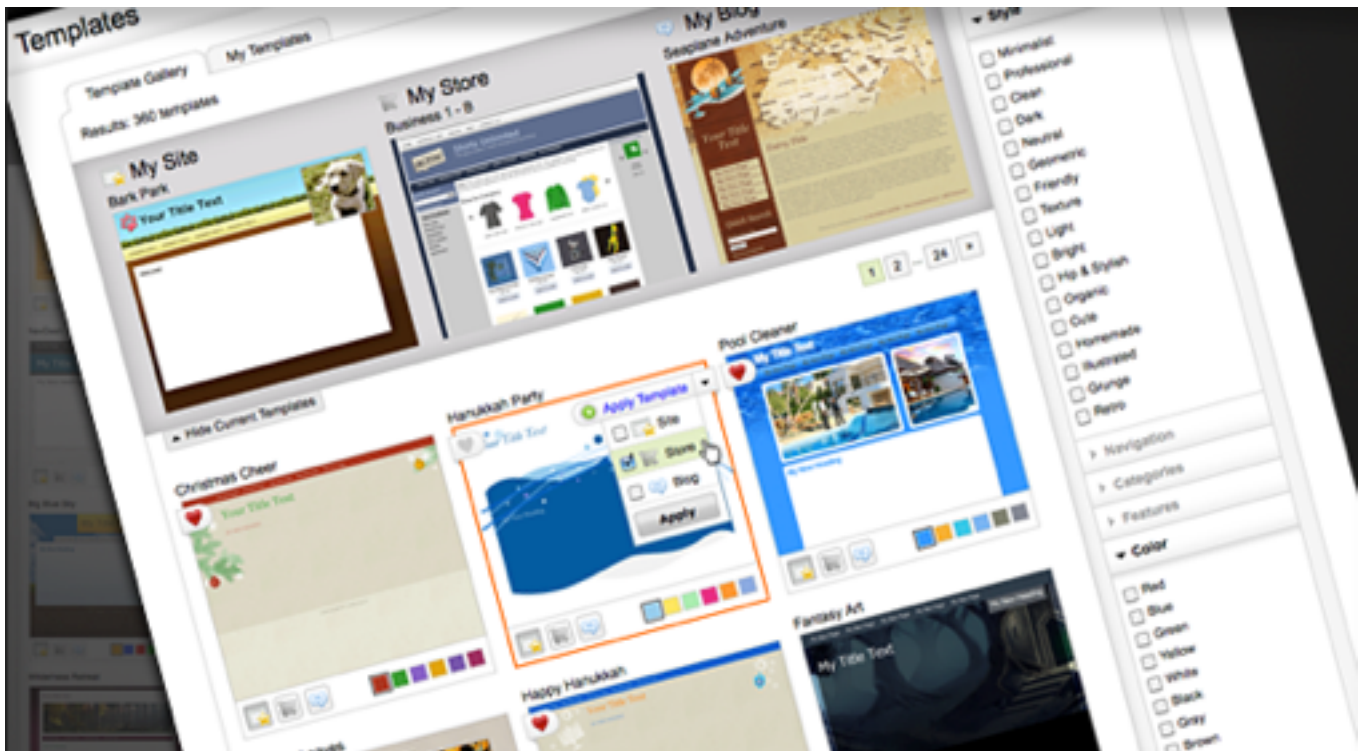 Templates
Template Gallery
My Templates
Results: 360 templates
My Site
Bark Park
Your Title Text
My Store
Business 1 - B
My Blog
Seaplane Adventure
Your Title Text
1 2 ... 24
Hide Current Templates
Christmas Cheer
Your Title Text
Hanukkah Party
Title Text
Apply Template
Site
Store
Blog
Apply
Pool Cleaner
My Title Text
Happy Hanukkah
Your Title Text
Fantasy Art
My Title Text
Style
Minimalist
Professional
Clean
Dark
Neutral
Geometric
Friendly
Texture
Light
Bright
Hip & Stylish
Organic
Cute
Homemade
Illustrated
Grunge
Retro
Navigation
Categories
Features
Color
Red
Blue
Green
Yellow
White
Black
Gray
Brown